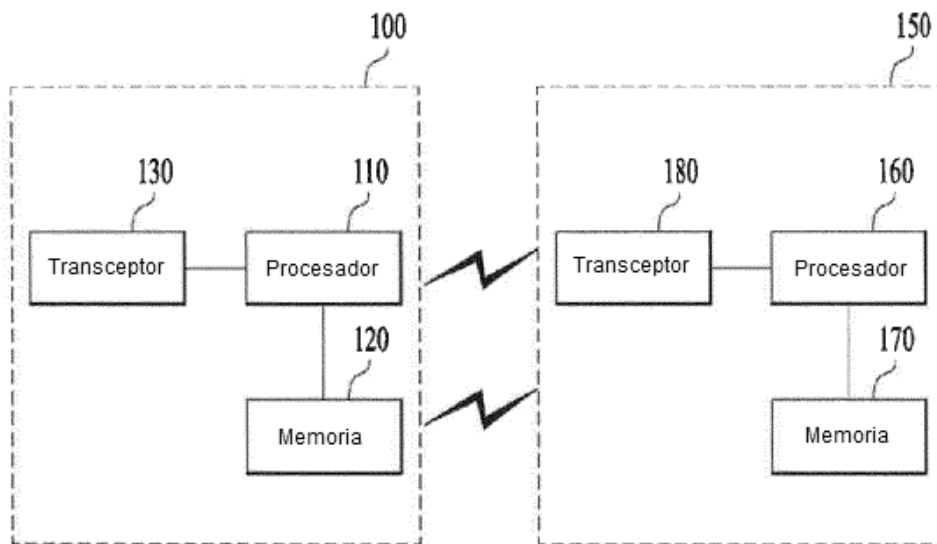 100
150
130
110
180
160
Transceptor
Procesador
Transceptor
Procesador
120
170
Memoria
Memoria